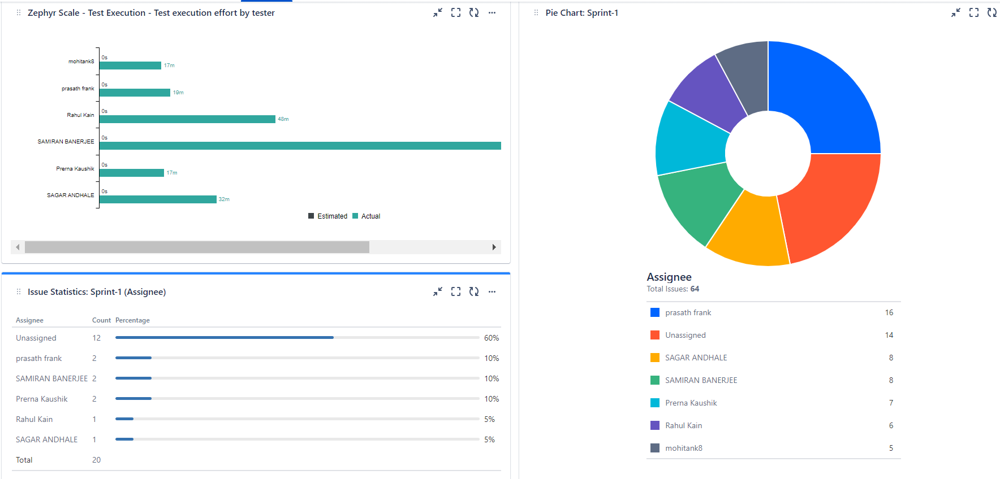 Zephyr Scale - Test Execution - Test execution effort by tester
mohitank8
0s
17m
prasath frank
0s
19m
Rahul Kain
0s
48m
SAMIRAN BANERJEE
0s
Prerna Kaushik
0s
17m
SAGAR ANDHALE
0s
32m
Estimated
Actual
Issue Statistics: Sprint-1 (Assignee)
Assignee Count Percentage
Unassigned 12 60%
prasath frank 2 10%
SAMIRAN BANERJEE 2 10%
Prerna Kaushik 2 10%
Rahul Kain 1 5%
SAGAR ANDHALE 1 5%
Total 20
Pie Chart: Sprint-1
Assignee
Total Issues: 64
prasath frank 16
Unassigned 14
SAGAR ANDHALE 8
SAMIRAN BANERJEE 8
Prerna Kaushik 7
Rahul Kain 6
mohitank8 5